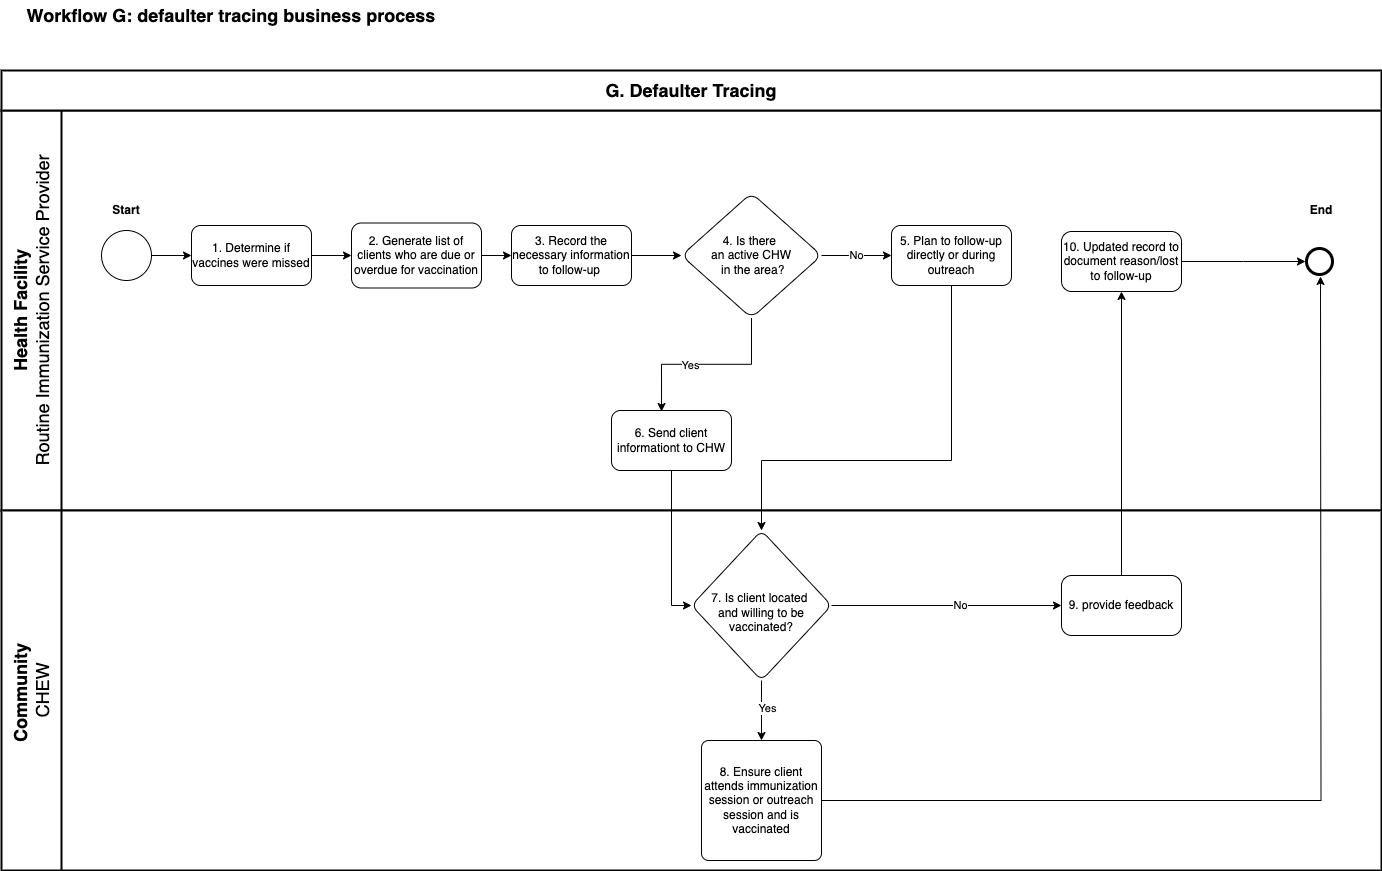 Workflow G: defaulter tracing business process
G. Defaulter Tracing
Health Facility
Routine Immunization Service Provider
Start
1. Determine if
vaccines were missed
2. Generate list of
clients who are due or
overdue for vaccination
3. Record the
necessary information
to follow-up
4. Is there
an active CHW
in the area?
No
5. Plan to follow-up
directly or during
outreach
10. Updated record to
document reason/lost
to follow-up
End
Yes
6. Send client
informationt to CHW
Community
CHEW
7. Is client located
and willing to be
vaccinated?
No
9. provide feedback
Yes
8. Ensure client
attends immunization
session or outreach
session and is
vaccinated